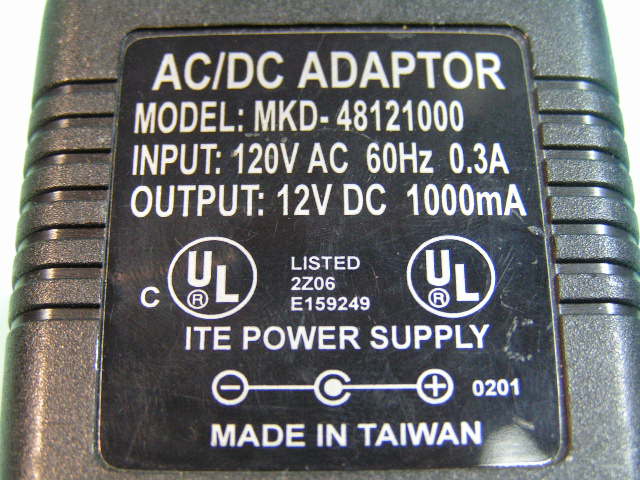 AC/DC ADAPTOR
MODEL: MKD- 48121000
INPUT: 120V AC 60Hz 0.3A
OUTPUT: 12V DC 1000mA
C UL ® LISTED UL ®
2Z06
E159249
ITE POWER SUPPLY
0201
MADE IN TAIWAN